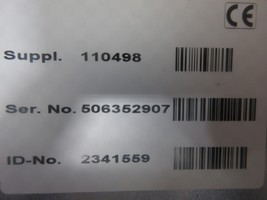 CE
Suppl. 110498
Ser. No. 506352907
ID-No. 2341559